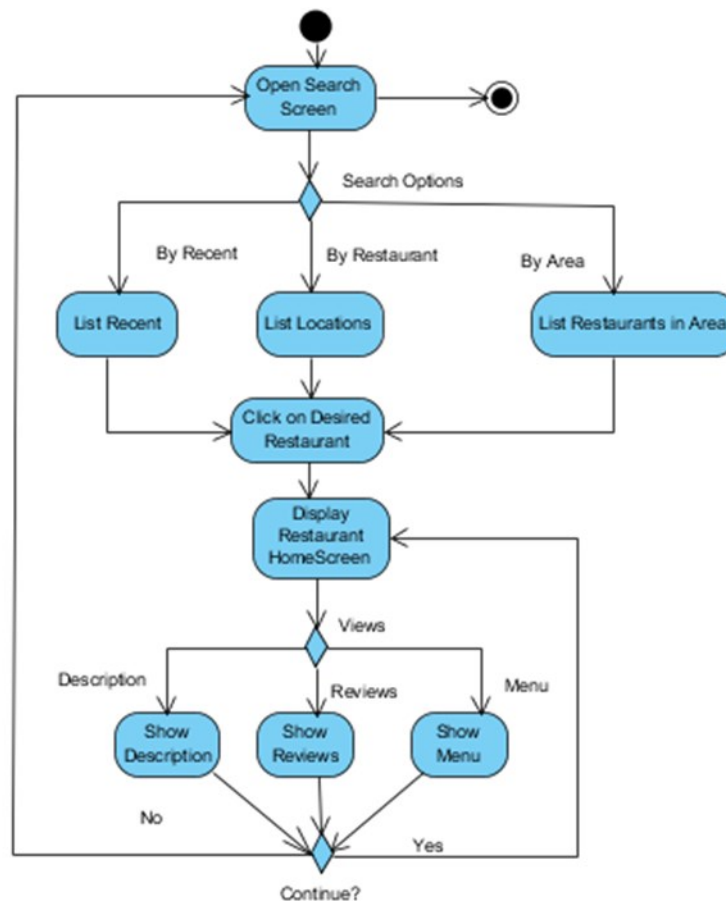 Open Search
Screen
Search Options
By Recent
By Restaurant
By Area
List Recent
List Locations
List Restaurants in Area
Click on Desired
Restaurant
Display
Restaurant
HomeScreen
Views
Description
Reviews
Menu
Show
Description
Show
Reviews
Show
Menu
No
Yes
Continue?